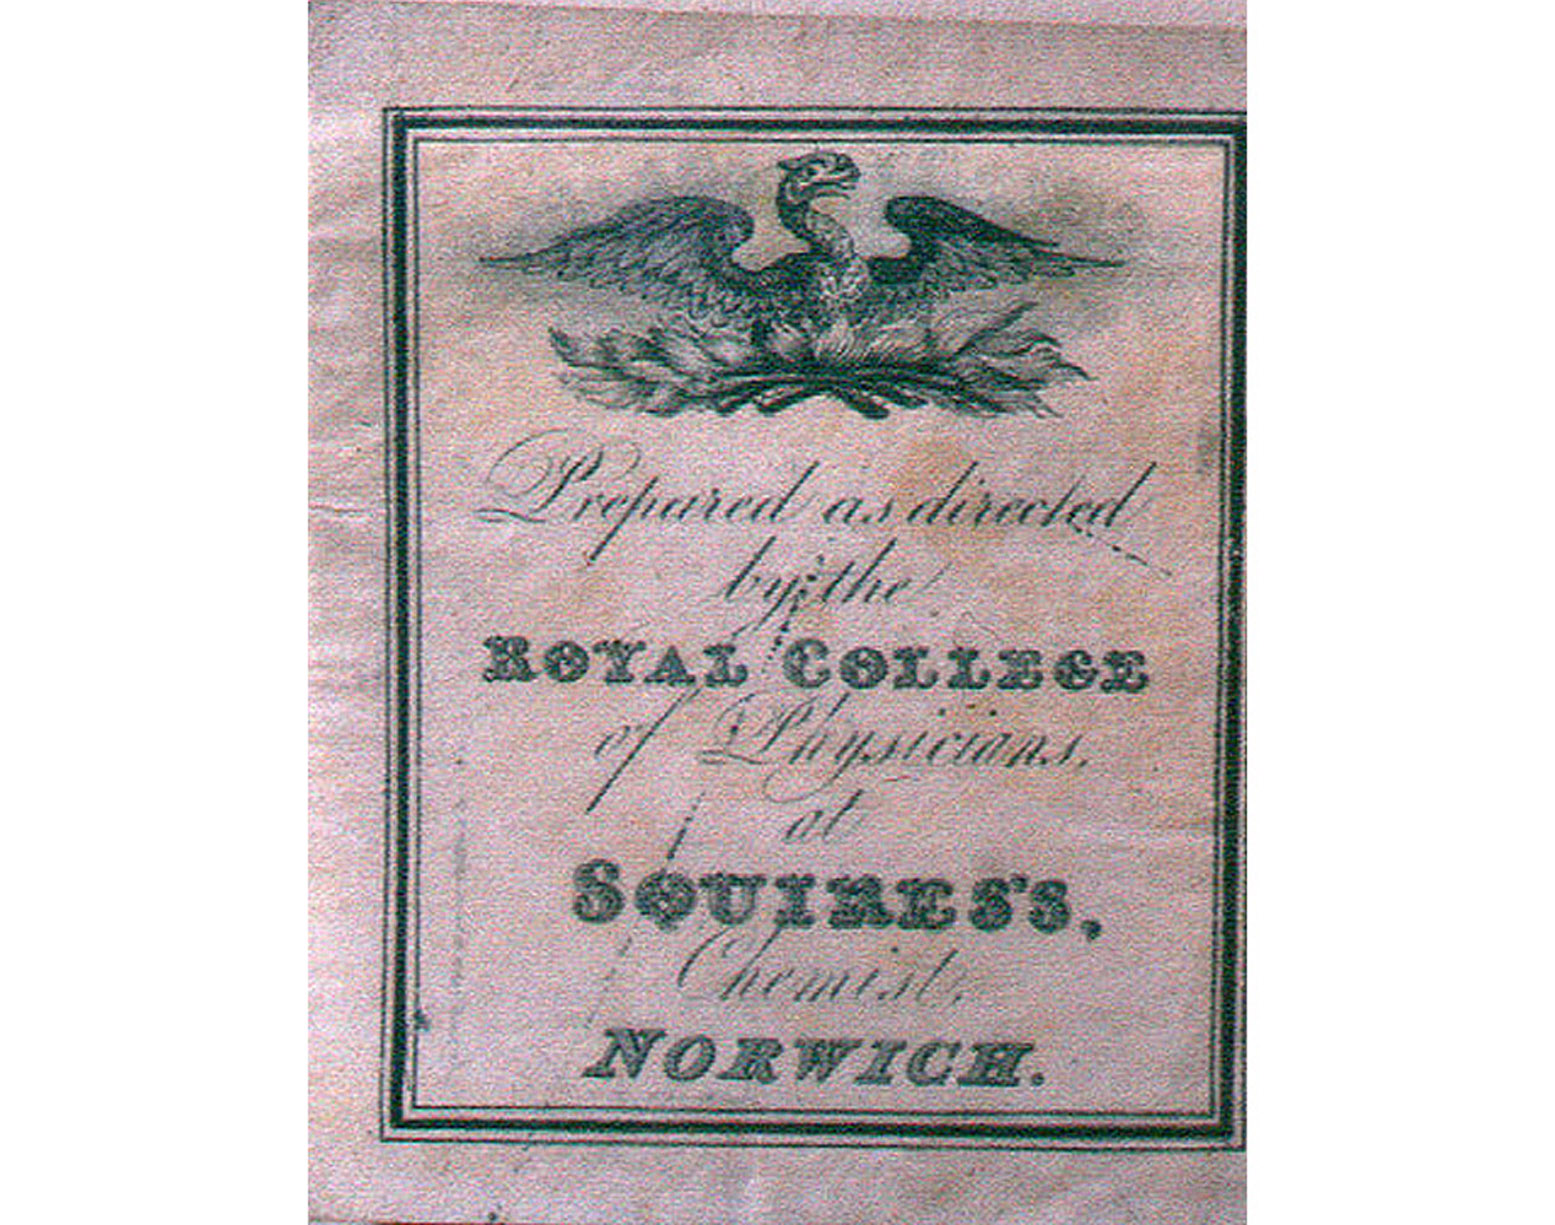 Prepared as directed
by the
ROYAL COLLEGE
of Physicians,
at
SQUIRES'S,
Chemist,
NORWICH.